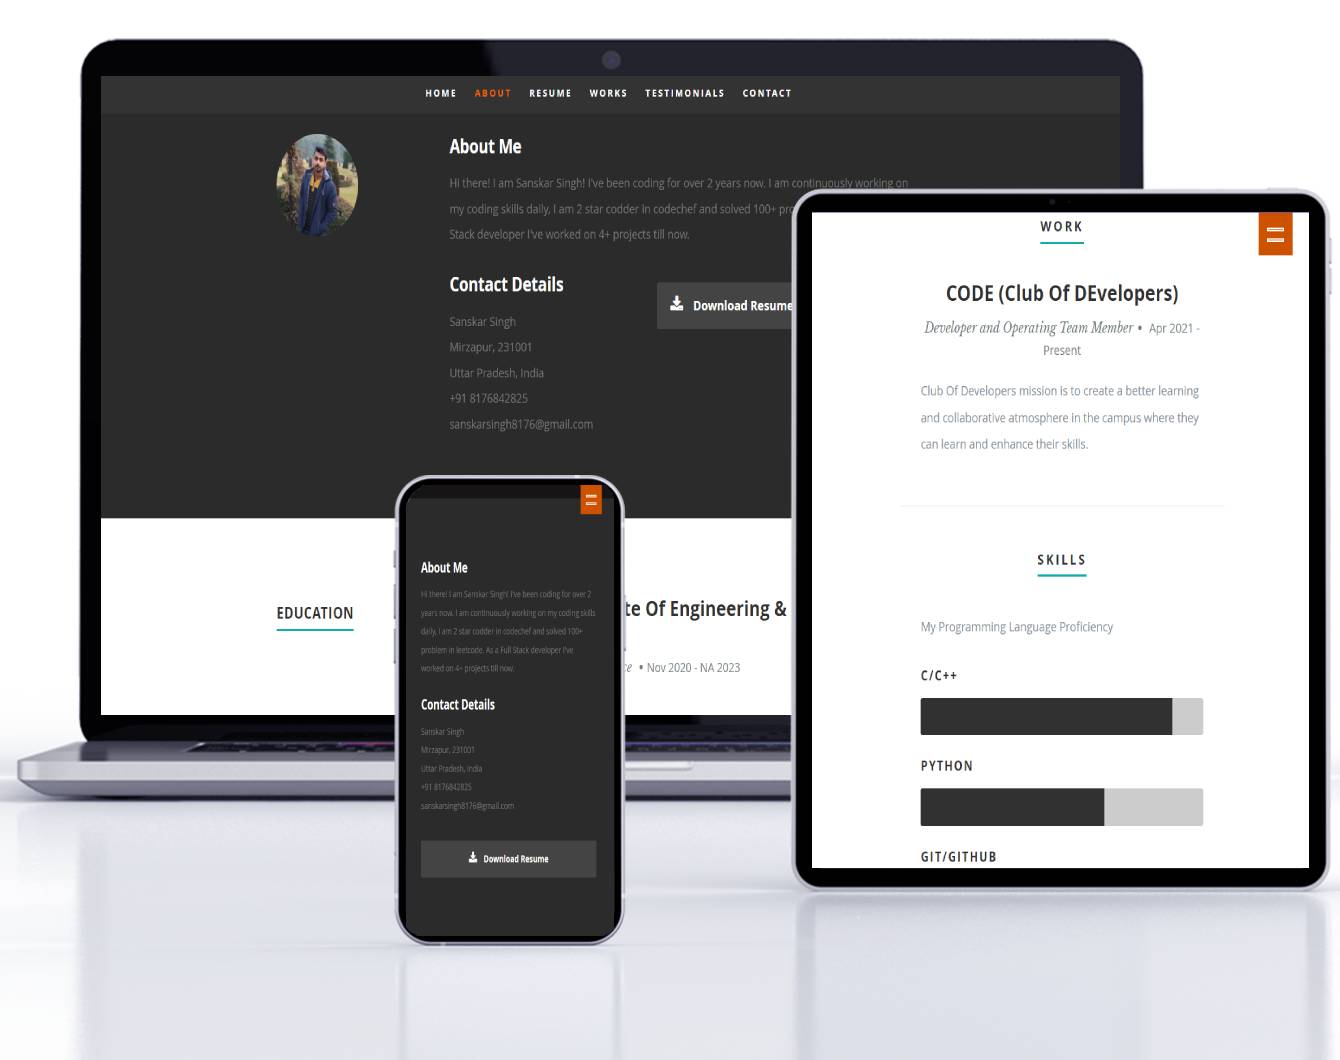 HOME ABOUT RESUME WORKS TESTIMONIALS CONTACT
About Me
Hi there! I am Sanskar Singh! I've been coding for over 2 years now. I am continuously working on
my coding skills daily, I am 2 star codder in codechef and solved 100+
Stack developer I've worked on 4+ projects till now.
Contact Details
Download Resume
Sanskar Singh
Mirzapur, 231001
Uttar Pradesh, India
+91 8176842825
sanskarsingh8176@gmail.com
EDUCATION
te Of Engineering &
• Nov 2020 - NA 2023
WORK
CODE (Club Of DEvelopers)
Developer and Operating Team Member • Apr 2021 -
Present
Club Of Developers mission is to create a better learning
and collaborative atmosphere in the campus where they
can learn and enhance their skills.
SKILLS
My Programming Language Proficiency
C/C++
PYTHON
GIT/GITHUB
About Me
Hi there! I am Sanskar Singh! I've been coding for over 2
years now. I am continuously working on my coding skills
daily, I am 2 star codder in codechef and solved 100+
problem in leetcode. As a Full Stack developer I've
worked on 4+ projects till now.
Contact Details
Sanskar Singh
Mirzapur, 231001
Uttar Pradesh, India
+91 8176842825
sanskarsingh8176@gmail.com
Download Resume